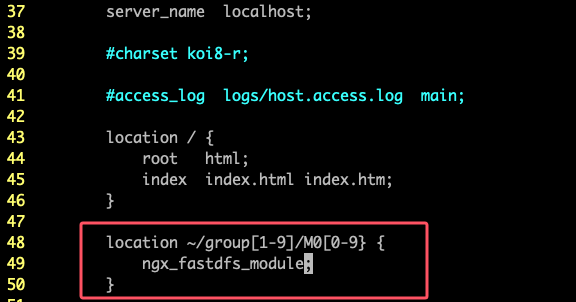 37         server_name  localhost;
38
39         #charset koi8-r;
40
41         #access_log  logs/host.access.log  main;
42
43         location / {
44             root   html;
45             index  index.html index.htm;
46         }
47
48         location ~/group[1-9]/M0[0-9} {
49             ngx_fastdfs_module;
50         }
51